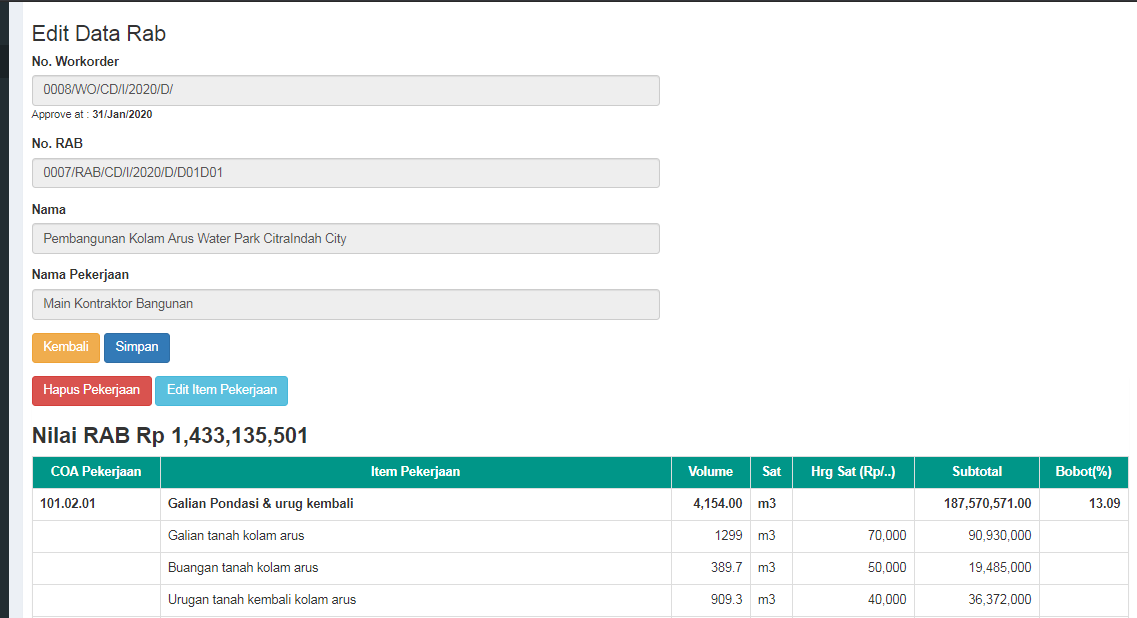 Edit Data Rab
No. Workorder
0008/WO/CD/I/2020/D/
Approve at : 31/Jan/2020
No. RAB
0007/RAB/CD/I/2020/D/D01D01
Nama
Pembangunan Kolam Arus Water Park CitraIndah City
Nama Pekerjaan
Main Kontraktor Bangunan
Kembali Simpan
Hapus Pekerjaan Edit Item Pekerjaan
Nilai RAB Rp 1,433,135,501
COA Pekerjaan Item Pekerjaan Volume Sat Hrg Sat (Rp/..) Subtotal Bobot(%)
101.02.01 Galian Pondasi & urug kembali 4,154.00 m3 187,570,571.00 13.09
Galian tanah kolam arus 1299 m3 70,000 90,930,000
Buangan tanah kolam arus 389.7 m3 50,000 19,485,000
Urugan tanah kembali kolam arus 909.3 m3 40,000 36,372,000